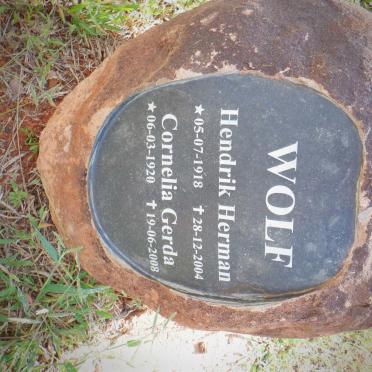 WOLF
Hendrik Herman
★05-07-1918 ✝28-12-2004
Cornelia Gerda
★06-03-1920 ✝19-06-2008